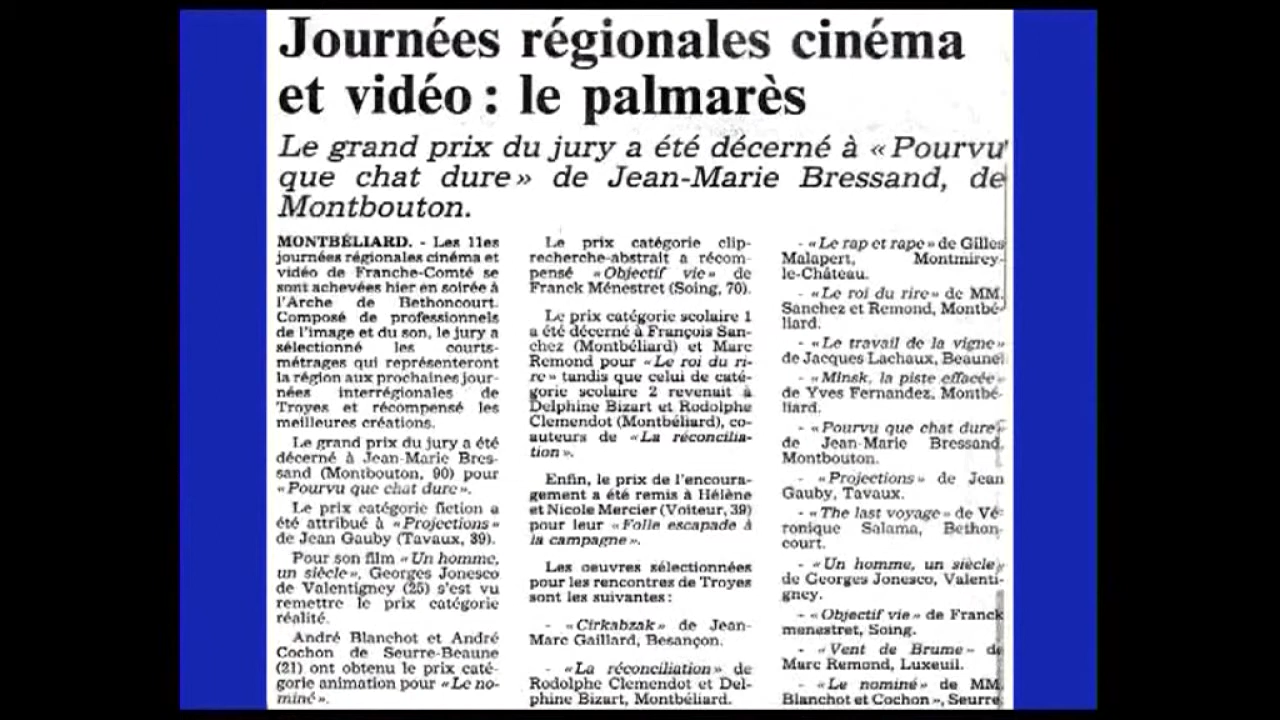 Journées régionales cinéma
et vidéo : le palmarès
Le grand prix du jury a été décerné à « Pourvu
que chat dure » de Jean-Marie Bressand, de
Montbouton.
MONTBÉLIARD. - Les 11es
journées régionales cinéma et
vidéo de Franche-Comté se
sont achevées hier en soirée à
l'Arche de Bethoncourt.
Composé de professionnels
de l'image et du son, le jury a
sélectionné les courts-
métrages qui représenteront
la région aux prochaines jour-
nées interrégionales de
Troyes et récompensé les
meilleures créations.
Le grand prix du jury a été
décerné à Jean-Marie Bres-
sand (Montbouton, 90) pour
« Pourvu que chat dure ».
Le prix catégorie fiction a
été attribué à « Projections »
de Jean Gauby (Tavaux, 39).
Pour son film « Un homme,
un siècle », Georges Jonesco
de Valentigney (25) s'est vu
remettre le prix catégorie
réalité.
André Blanchot et André
Cochon de Seurre-Beaune
(21) ont obtenu le prix caté-
gorie animation pour « Le no-
miné ».
Le prix catégorie clip-
recherche-abstrait a récom-
pensé « Objectif vie » de
Franck Ménestret (Soing, 70).
Le prix catégorie scolaire 1
a été décerné à François San-
chez (Montbéliard) et Marc
Remond pour « Le roi du ri-
re » tandis que celui de caté-
gorie scolaire 2 revenait à
Delphine Bizart et Rodolphe
Clemendot (Montbéliard), co-
auteurs de « La réconcilia-
tion ».
Enfin, le prix de l'encoura-
gement a été remis à Hélène
et Nicole Mercier (Voiteur, 39)
pour leur « Folle escapade à
la campagne ».
Les oeuvres sélectionnées
pour les rencontres de Troyes
sont les suivantes :
- « Cirkabzak » de Jean-
Marc Gaillard, Besançon.
- « La réconciliation » de
Rodolphe Clemendot et Del-
phine Bizart, Montbéliard.
- « Le rap et rape » de Gilles
Malapert, Montmirey-
le-Château.
- « Le roi du rire » de MM.
Sanchez et Remond, Montbé-
liard.
- « Le travail de la vigne »
de Jacques Lachaux, Beaune.
- « Minsk, la piste effacée »
de Yves Fernandez, Montbé-
liard.
- « Pourvu que chat dure »
de Jean-Marie Bressand,
Montbouton.
- « Projections » de Jean
Gauby, Tavaux.
- « The last voyage » de Vé-
ronique Salama, Bethon-
court.
- « Un homme, un siècle »
de Georges Jonesco, Valenti-
gney.
- « Objectif vie » de Franck
menestret, Soing.
- « Vent de Brume » de
Marc Remond, Luxeuil.
- « Le nominé » de MM.
Blanchot et Cochon », Seurre